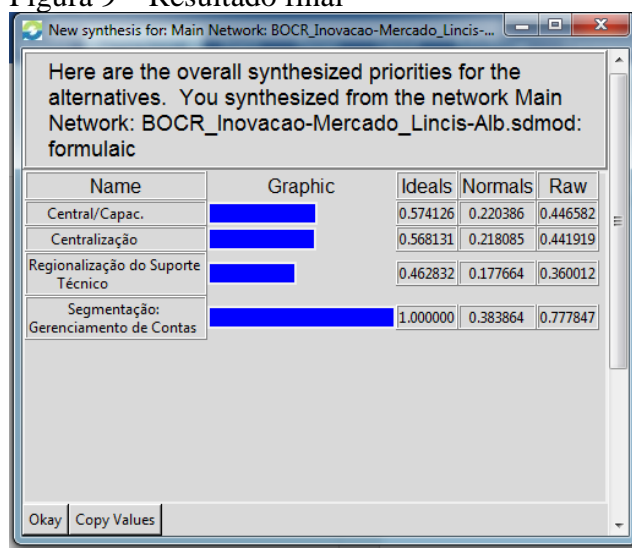 Figura 9 – Resultado final
New synthesis for: Main Network: BOCR_Inovacao-Mercado_Lincis-...
Here are the overall synthesized priorities for the
alternatives. You synthesized from the network Main
Network: BOCR_Inovacao-Mercado_Lincis-Alb.sdmod:
formulaic
Name Graphic Ideals Normals Raw
Central/Capac. 0.574126 0.220386 0.446582
Centralização 0.568131 0.218085 0.441919
Regionalização do Suporte
Técnico 0.462832 0.177664 0.360012
Segmentação:
Gerenciamento de Contas 1.000000 0.383864 0.777847
Okay Copy Values